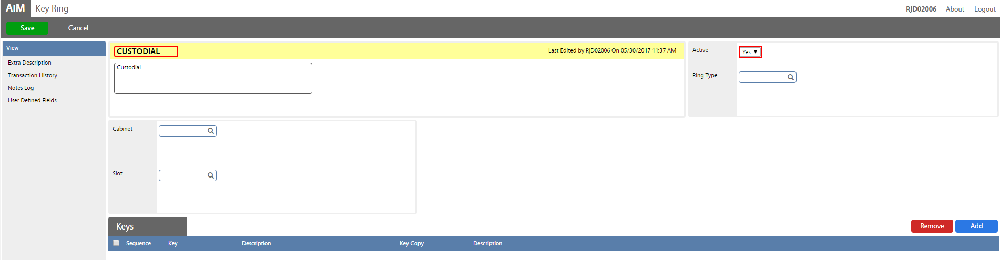 AiM Key Ring RJD02006 About Logout
Save Cancel
View
Extra Description
Transaction History
Notes Log
User Defined Fields
CUSTODIAL Last Edited by RJD02006 On 05/30/2017 11:37 AM
Custodial
Active Yes
Ring Type
Cabinet
Slot
Keys Remove Add
Sequence Key Description Key Copy Description